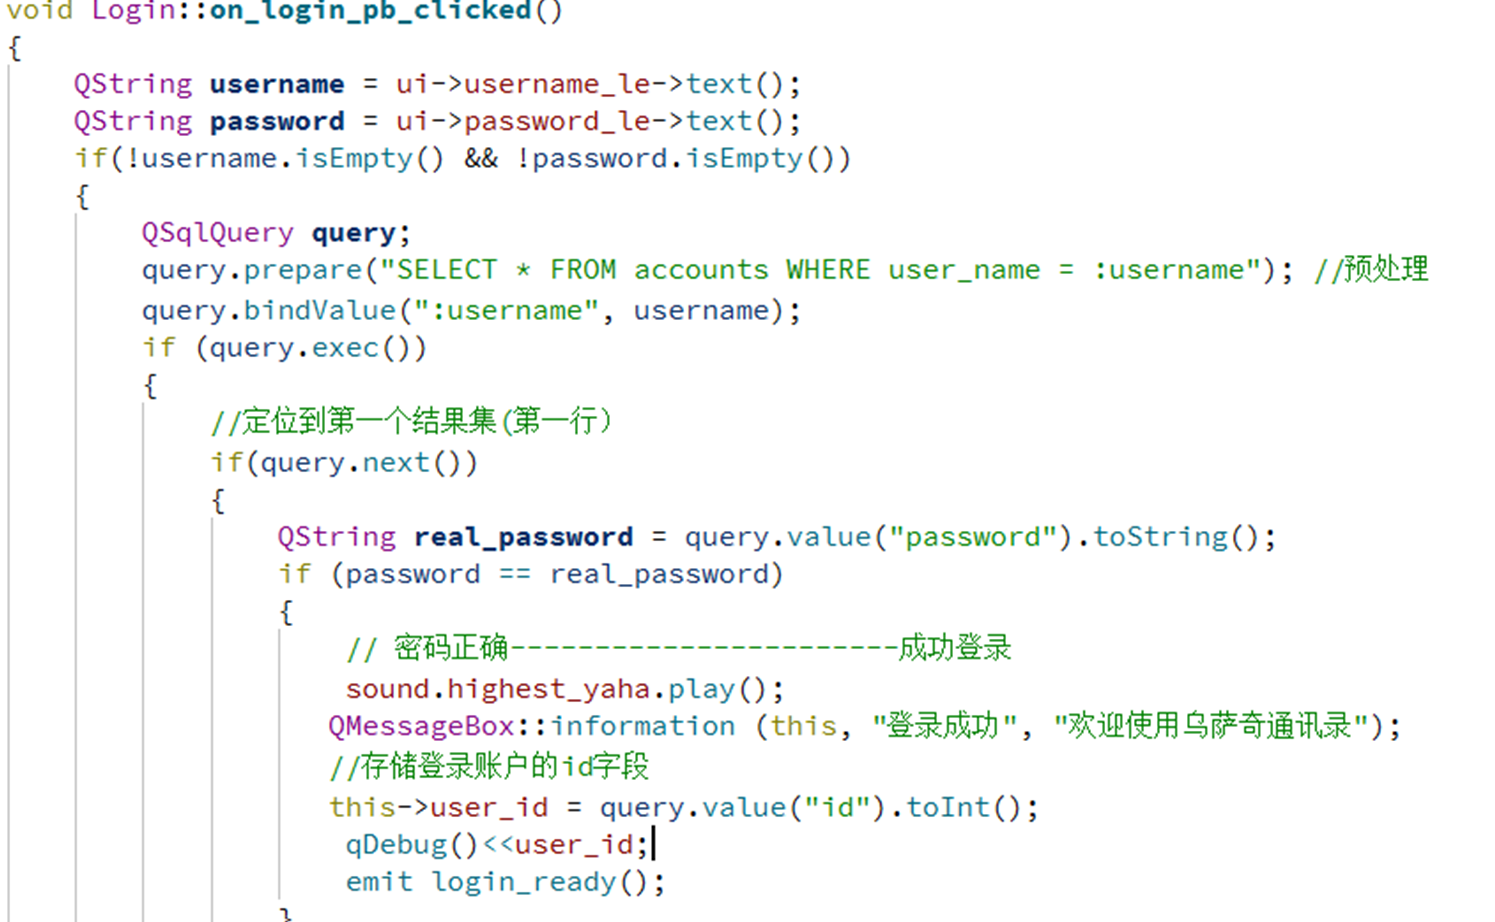 void Login::on_login_pb_clicked()
{
QString username = ui->username_le->text();
QString password = ui->password_le->text();
if(!username.isEmpty() && !password.isEmpty())
{
QSqlQuery query;
query.prepare("SELECT * FROM accounts WHERE user_name = :username"); //预处理
query.bindValue(":username", username);
if (query.exec())
{
//定位到第一个结果集(第一行）
if(query.next())
{
QString real_password = query.value("password").toString();
if (password == real_password)
{
// 密码正确-----------------------成功登录
sound.highest_yaha.play();
QMessageBox::information (this, "登录成功", "欢迎使用乌萨奇通讯录");
//存储登录账户的id字段
this->user_id = query.value("id").toInt();
qDebug()<<user_id;
emit login_ready();
}